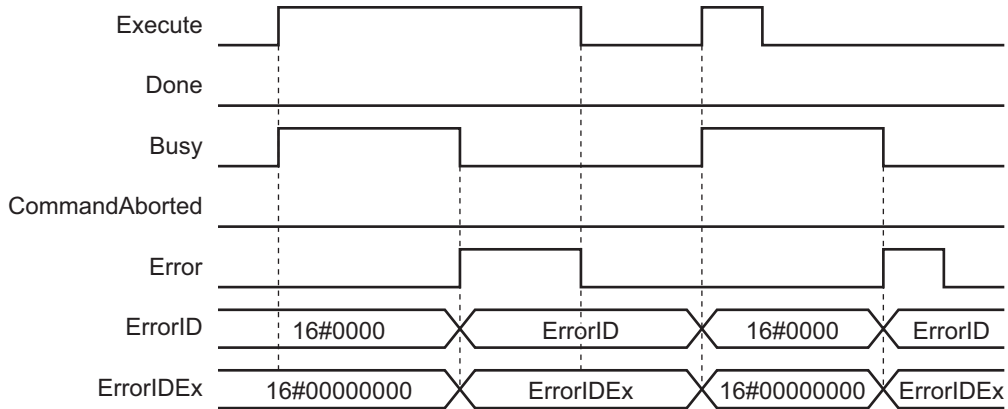 Execute
Done
Busy
CommandAborted
Error
ErrorID 16#0000 ErrorID 16#0000 ErrorID
ErrorIDEx 16#00000000 ErrorIDEx 16#00000000 ErrorIDEx